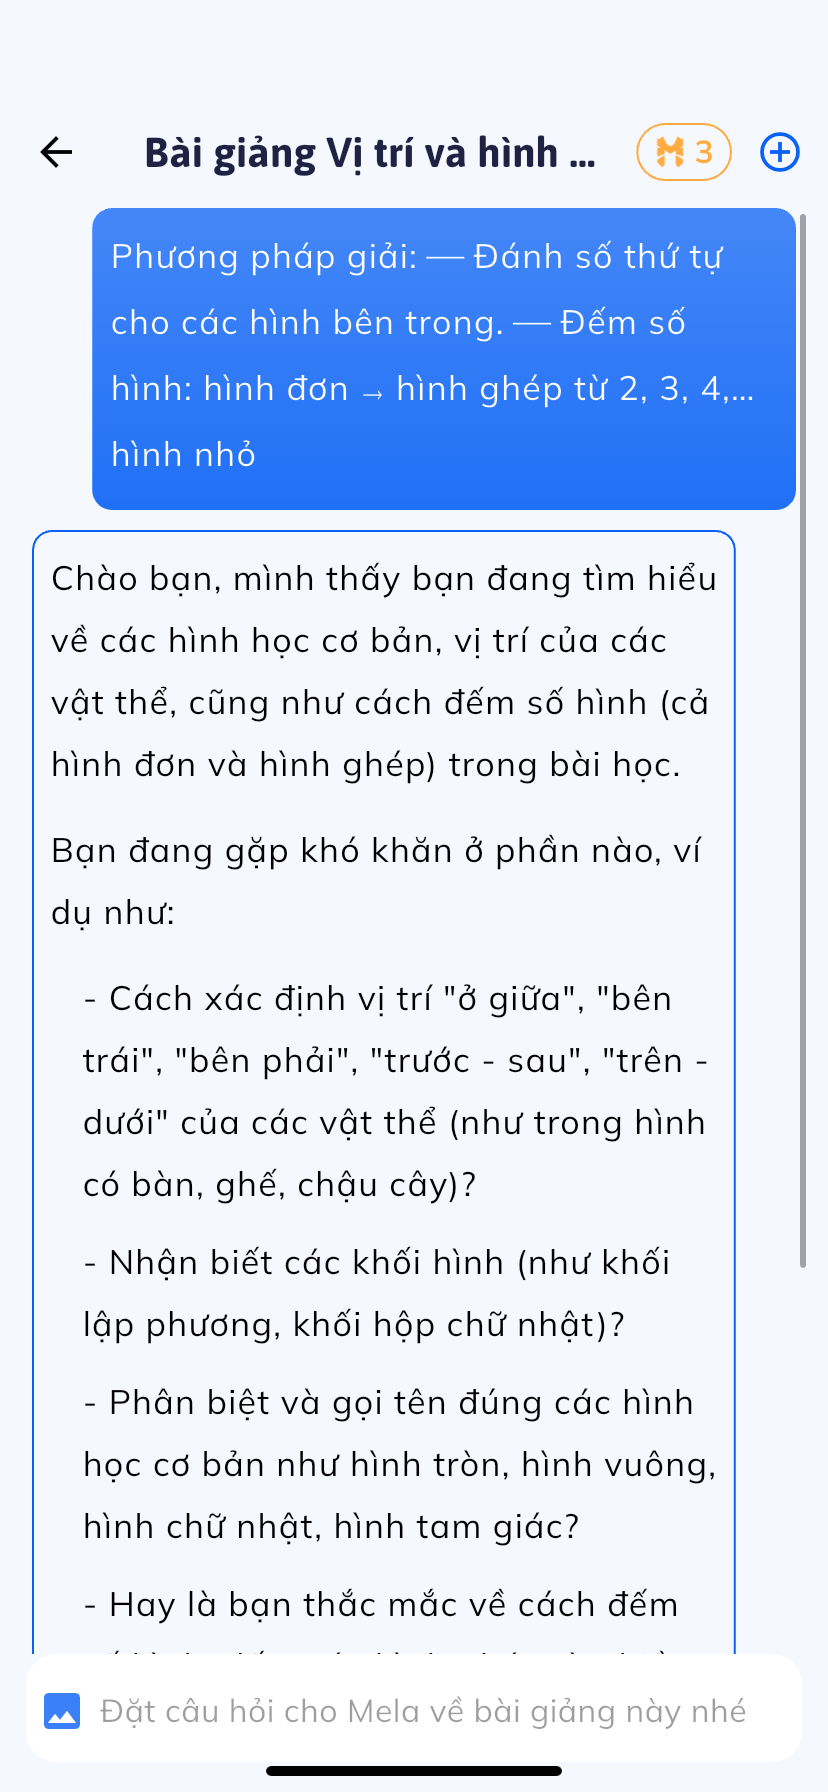 Bài giảng Vị trí và hình ...
3
Phương pháp giải: — Đánh số thứ tự
cho các hình bên trong. — Đếm số
hình: hình đơn → hình ghép từ 2, 3, 4,...
hình nhỏ
Chào bạn, mình thấy bạn đang tìm hiểu
về các hình học cơ bản, vị trí của các
vật thể, cũng như cách đếm số hình (cả
hình đơn và hình ghép) trong bài học.
Bạn đang gặp khó khăn ở phần nào, ví
dụ như:
- Cách xác định vị trí "ở giữa", "bên
trái", "bên phải", "trước - sau", "trên -
dưới" của các vật thể (như trong hình
có bàn, ghế, chậu cây)?
- Nhận biết các khối hình (như khối
lập phương, khối hộp chữ nhật)?
- Phân biệt và gọi tên đúng các hình
học cơ bản như hình tròn, hình vuông,
hình chữ nhật, hình tam giác?
- Hay là bạn thắc mắc về cách đếm
Đặt câu hỏi cho Mela về bài giảng này nhé